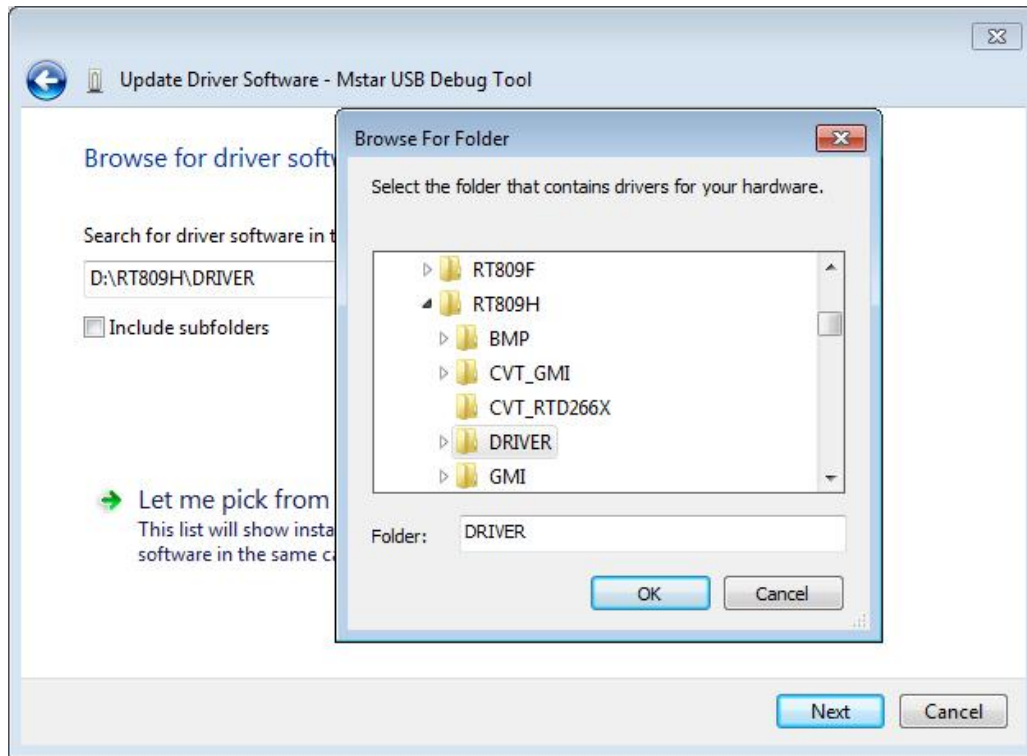 Update Driver Software - Mstar USB Debug Tool
Browse for driver soft
Search for driver software in t
D:\RT809H\DRIVER
Include subfolders
Let me pick from
This list will show insta
software in the same ca
Browse For Folder
Select the folder that contains drivers for your hardware.
RT809F
RT809H
BMP
CVT_GMI
CVT_RTD266X
DRIVER
GMI
Folder:
DRIVER
OK
Cancel
Next
Cancel